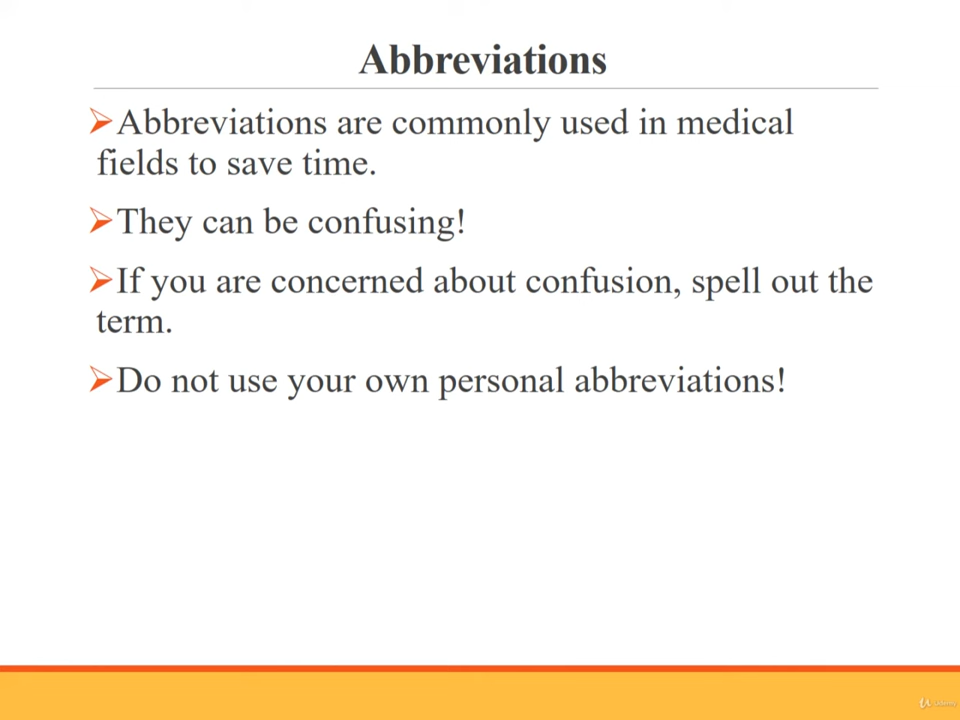 Abbreviations
➢Abbreviations are commonly used in medical
fields to save time.
➢They can be confusing!
➢If you are concerned about confusion, spell out the
term.
➢Do not use your own personal abbreviations!
Udemy